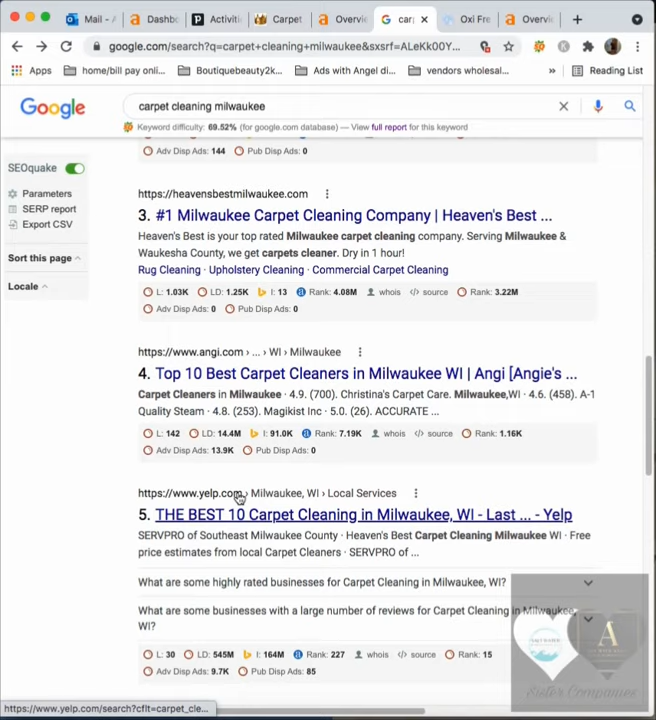 Mail -
Dashb
Activiti
Carpet
Overvi
car
Oxi Fre
Overvi
google.com/search?q=carpet+cleaning+milwaukee&sxsrf=ALeKk00Y...
Apps
home/bill pay onli...
Boutiquebeauty2k...
Ads with Angel di...
vendors wholesal...
»
Reading List
Google
carpet cleaning milwaukee
Keyword difficulty: 69.52% (for google.com database) — View full report for this keyword
SEOquake
Parameters
SERP report
Export CSV
Sort this page
Locale
Adv Disp Ads: 144 Pub Disp Ads: 0
https://heavensbestmilwaukee.com
3. #1 Milwaukee Carpet Cleaning Company | Heaven's Best ...
Heaven's Best is your top rated Milwaukee carpet cleaning company. Serving Milwaukee &
Waukesha County, we get carpets cleaner. Dry in 1 hour!
Rug Cleaning · Upholstery Cleaning · Commercial Carpet Cleaning
L: 1.03K LD: 1.25K I: 13 Rank: 4.08M whois </> source Rank: 3.22M
Adv Disp Ads: 0 Pub Disp Ads: 0
https://www.angi.com › ... › WI › Milwaukee
4. Top 10 Best Carpet Cleaners in Milwaukee WI | Angi [Angie's ...
Carpet Cleaners in Milwaukee · 4.9. (700). Christina's Carpet Care. Milwaukee,WI · 4.6. (458). A-1
Quality Steam · 4.8. (253). Magikist Inc · 5.0. (26). ACCURATE ...
L: 142 LD: 14.4M I: 91.0K Rank: 7.19K whois </> source Rank: 1.16K
Adv Disp Ads: 13.9K Pub Disp Ads: 0
https://www.yelp.com › Milwaukee, WI › Local Services
5. THE BEST 10 Carpet Cleaning in Milwaukee, WI - Last ... - Yelp
SERVPRO of Southeast Milwaukee County · Heaven's Best Carpet Cleaning Milwaukee WI · Free
price estimates from local Carpet Cleaners · SERVPRO of ...
What are some highly rated businesses for Carpet Cleaning in Milwaukee, WI?
What are some businesses with a large number of reviews for Carpet Cleaning in Milwaukee,
WI?
L: 30 LD: 545M I: 164M Rank: 227 whois </> source Rank: 15
Adv Disp Ads: 9.7K Pub Disp Ads: 85
A
Sister Companies
https://www.yelp.com/search?cflt=carpet_cle...